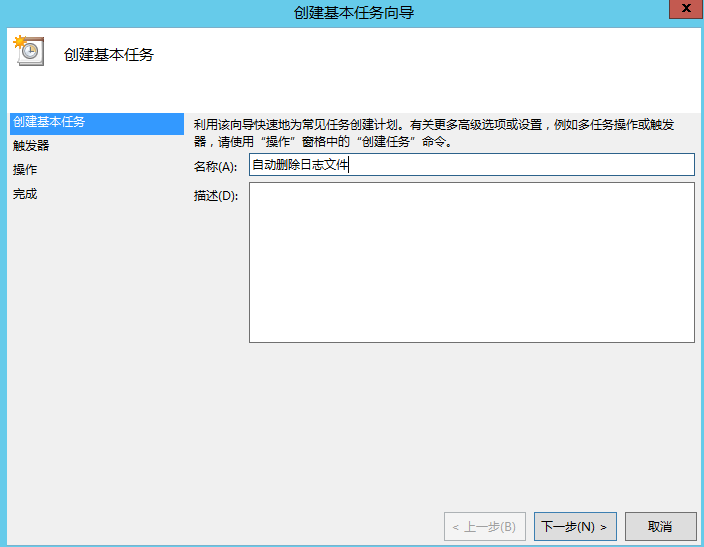 创建基本任务向导
x
创建基本任务
创建基本任务
触发器
操作
完成
利用该向导快速地为常见任务创建计划。有关更多高级选项或设置，例如多任务操作或触发
器，请使用“操作”窗格中的“创建任务”命令。
名称(A):
自动删除日志文件
描述(D):
< 上一步(B)
下一步(N) >
取消